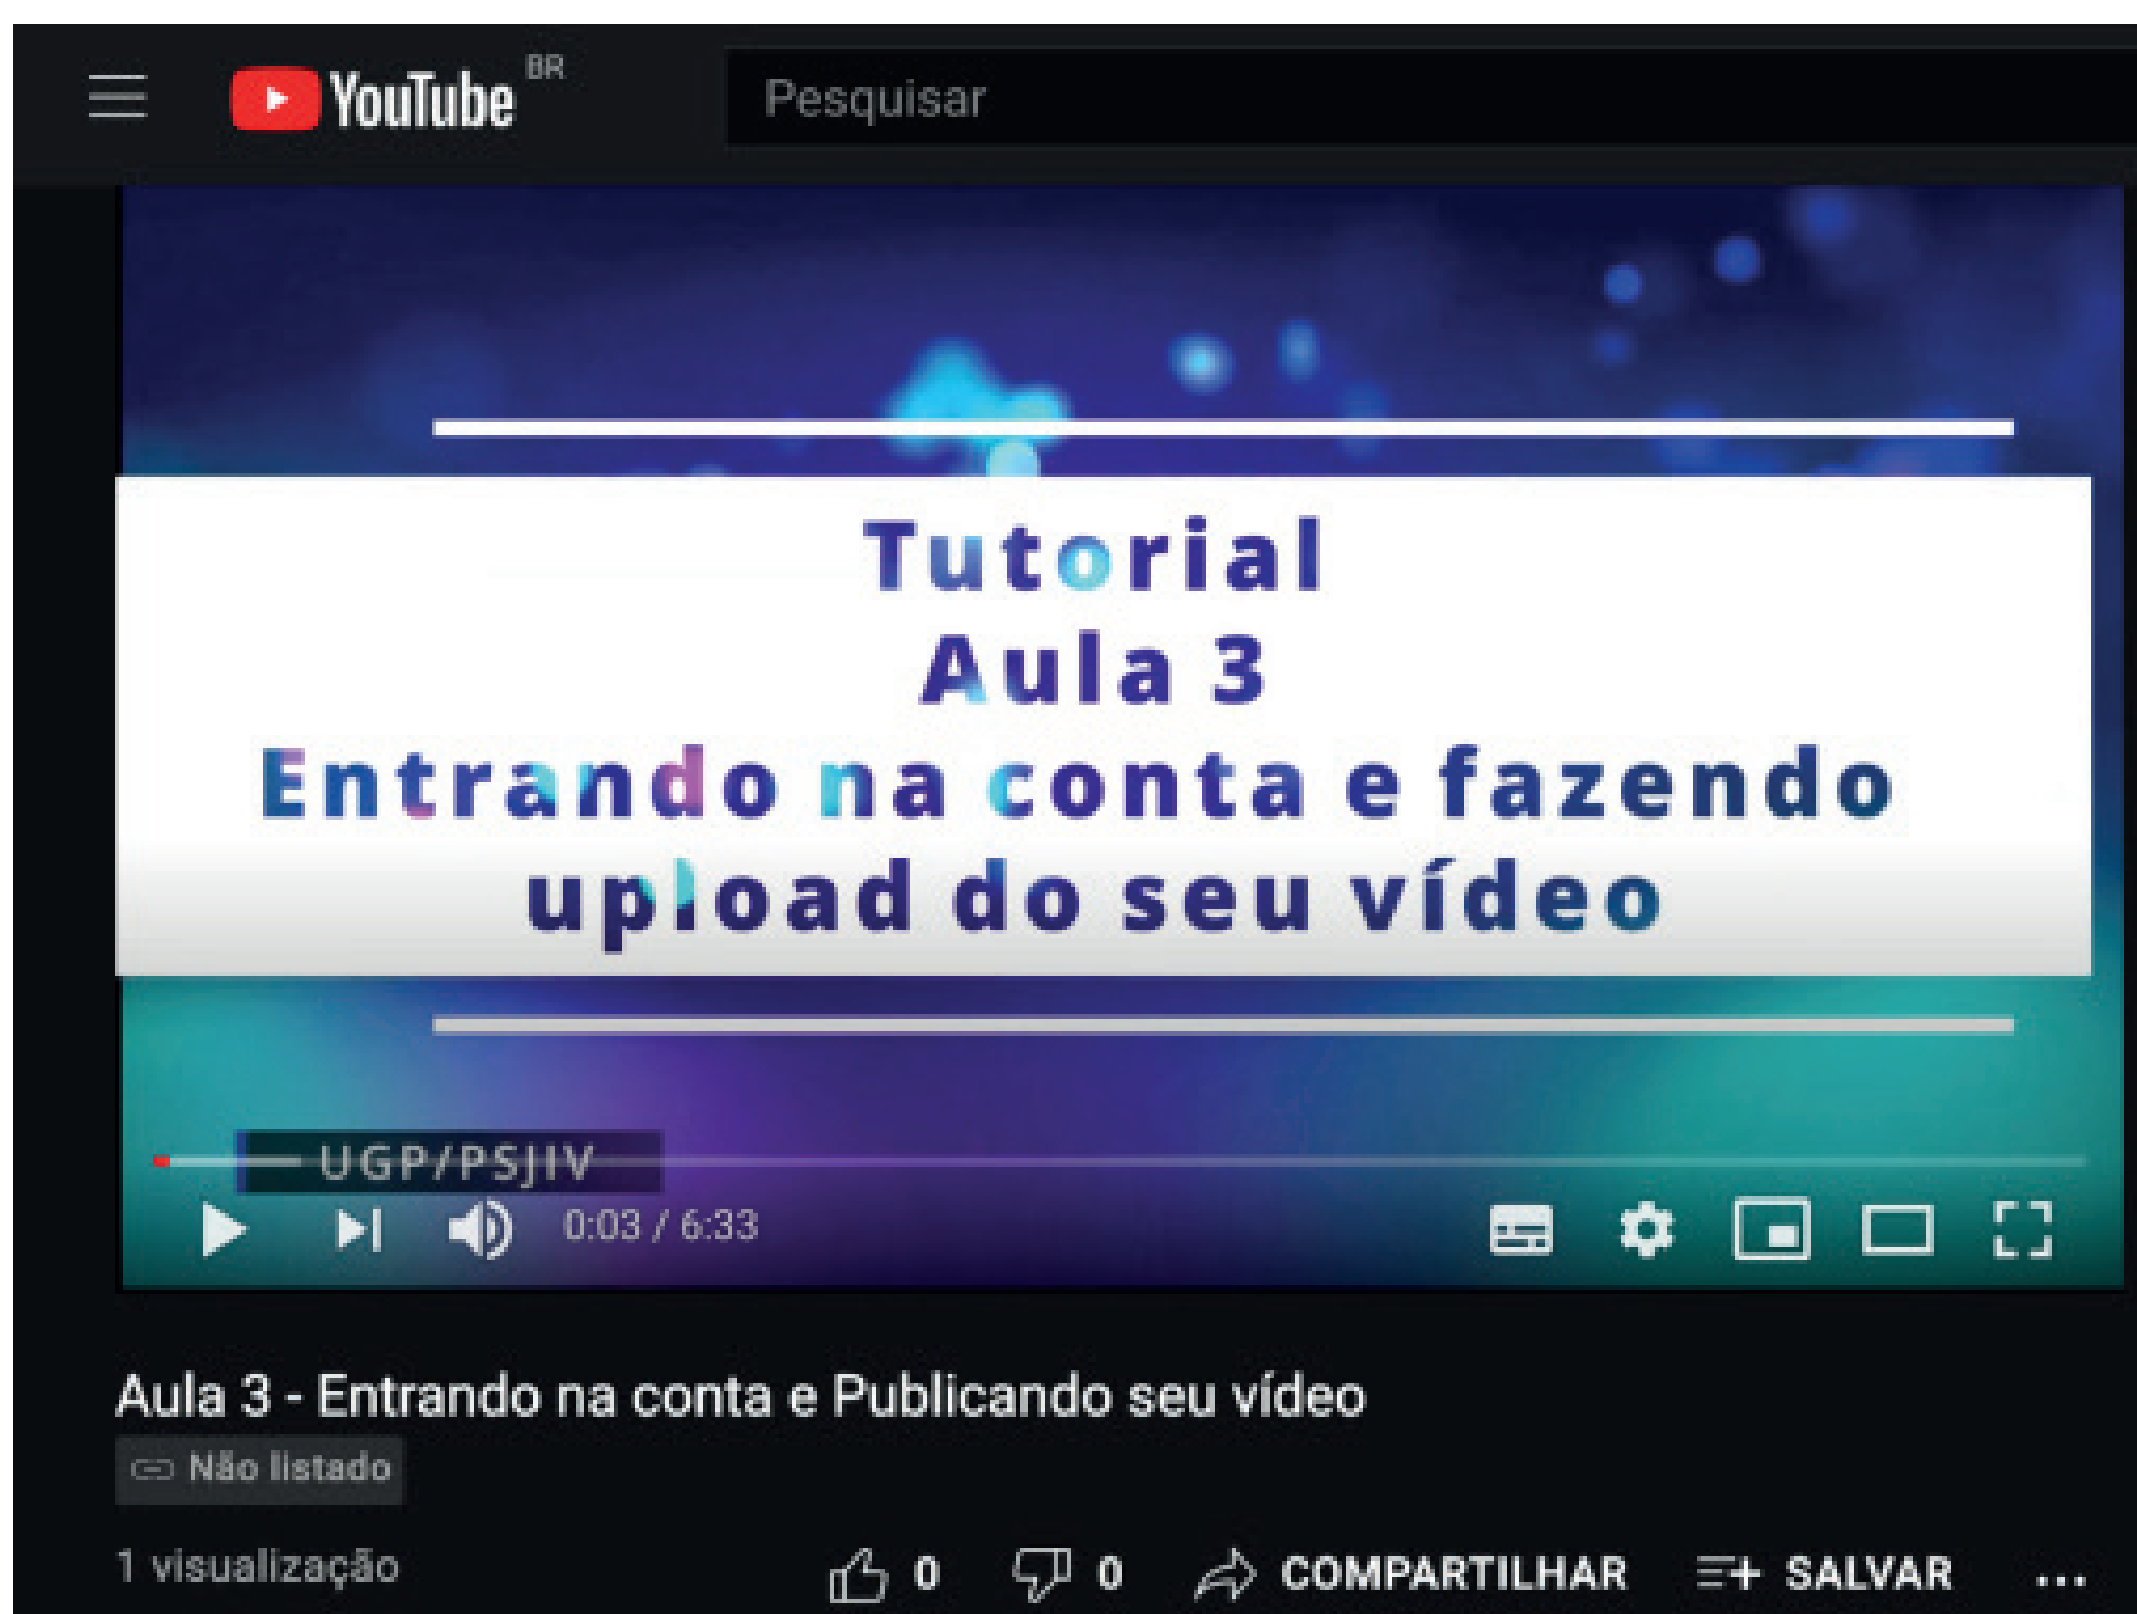 YouTube BR
Pesquisar
Tutorial
Aula 3
Entrando na conta e fazendo
upload do seu vídeo
UGP/PSJIV
0:03 / 6:33
Aula 3 - Entrando na conta e Publicando seu vídeo
Não listado
1 visualização 0 0 COMPARTILHAR SALVAR ...